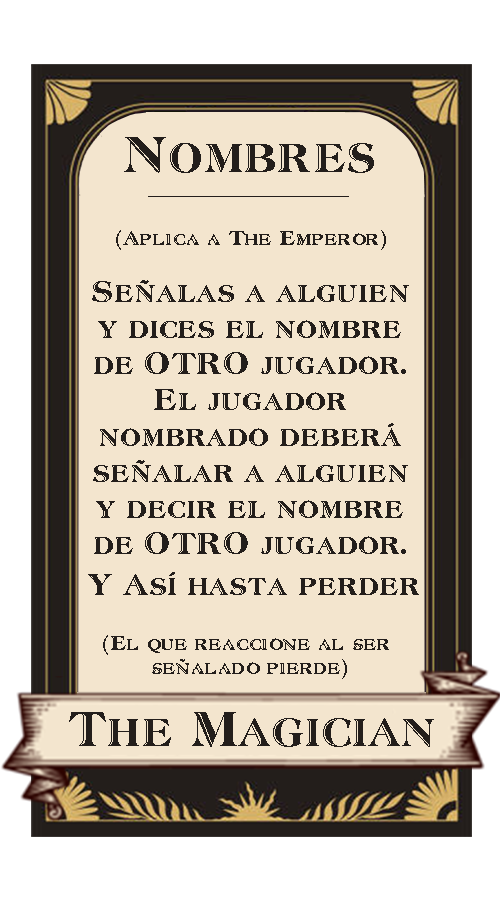 Nombres
(Aplica a The Emperor)
Señalas a alguien
y dices el nombre
de OTRO jugador.
El jugador
nombrado deberá
señalar a alguien
y decir el nombre
de OTRO jugador.
Y Así hasta perder
(El que reaccione al ser
señalado pierde)
The Magician